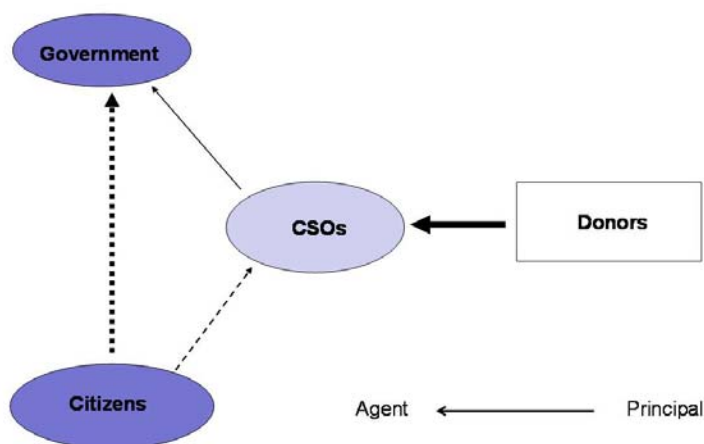 Government
CSOs
Donors
Citizens
Agent
Principal